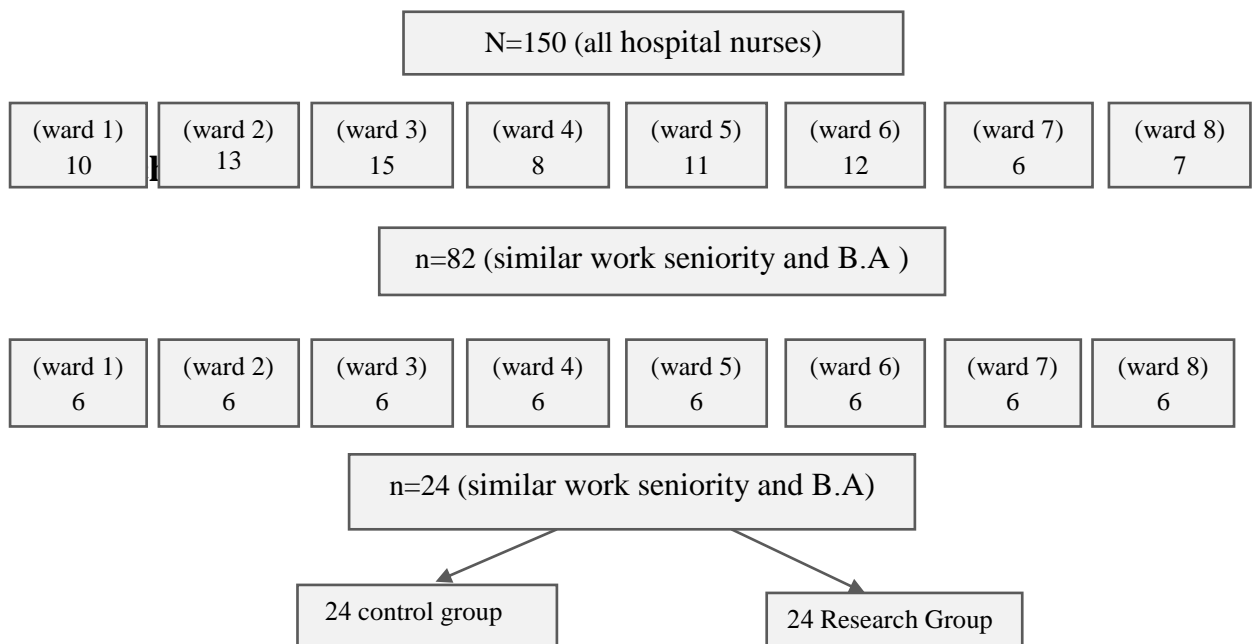 N=150 (all hospital nurses)
(ward 1) (ward 2) (ward 3) (ward 4) (ward 5) (ward 6) (ward 7) (ward 8)
10 13 15 8 11 12 6 7
n=82 (similar work seniority and B.A )
(ward 1) (ward 2) (ward 3) (ward 4) (ward 5) (ward 6) (ward 7) (ward 8)
6 6 6 6 6 6 6 6
n=24 (similar work seniority and B.A)
24 control group 24 Research Group